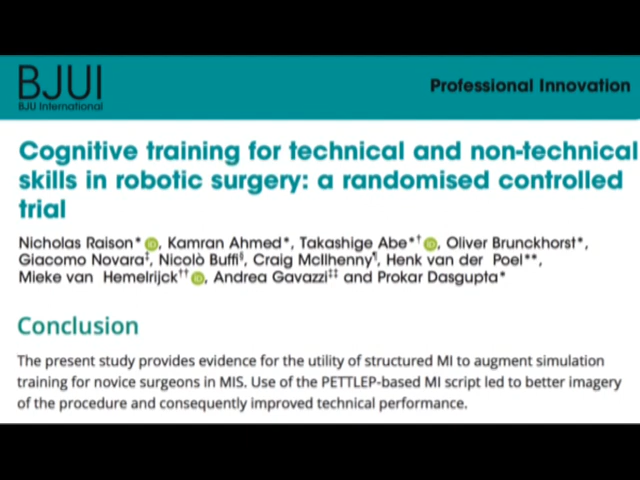 BJUI
BJU International
Professional Innovation
Cognitive training for technical and non-technical
skills in robotic surgery: a randomised controlled
trial
Nicholas Raison*, Kamran Ahmed*, Takashige Abe*†, Oliver Brunckhorst*,
Giacomo Novara‡, Nicolò Buffi§, Craig McIlhenny¶, Henk van der Poel**,
Mieke van Hemelrijck††, Andrea Gavazzi‡‡ and Prokar Dasgupta*
Conclusion
The present study provides evidence for the utility of structured MI to augment simulation
training for novice surgeons in MIS. Use of the PETTLEP-based MI script led to better imagery
of the procedure and consequently improved technical performance.